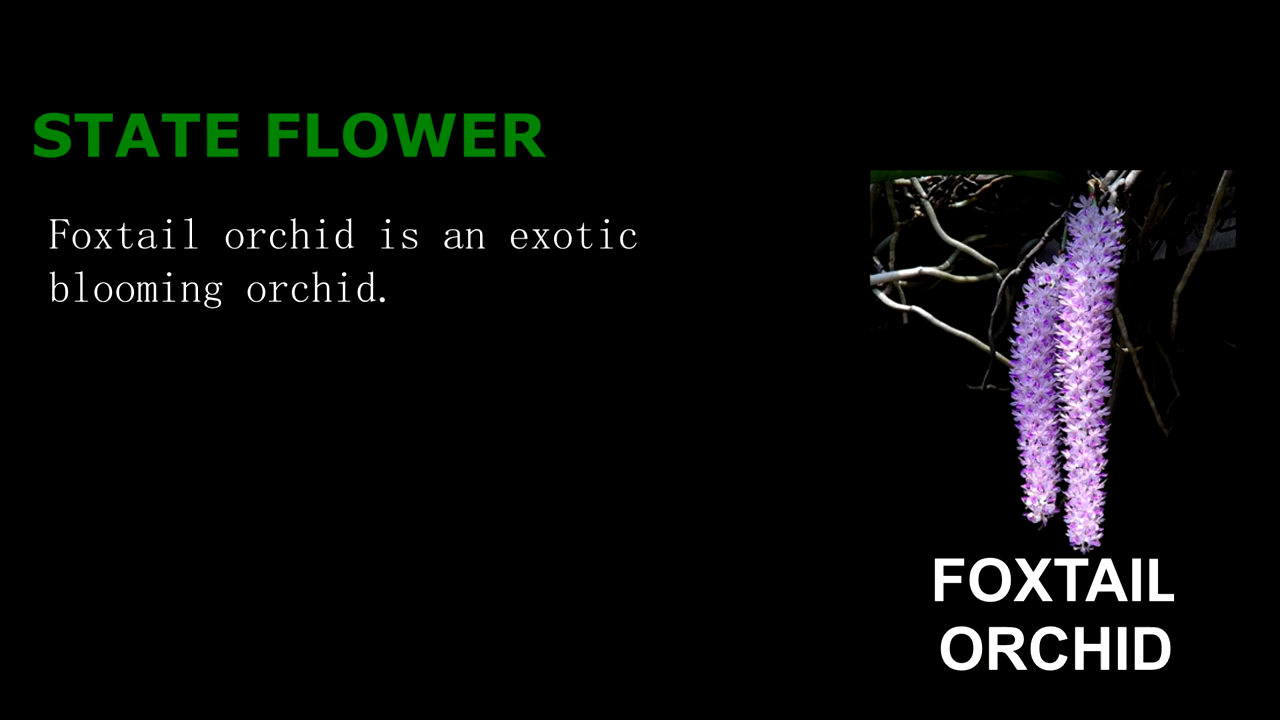 STATE FLOWER
Foxtail orchid is an exotic
blooming orchid.
FOXTAIL
ORCHID